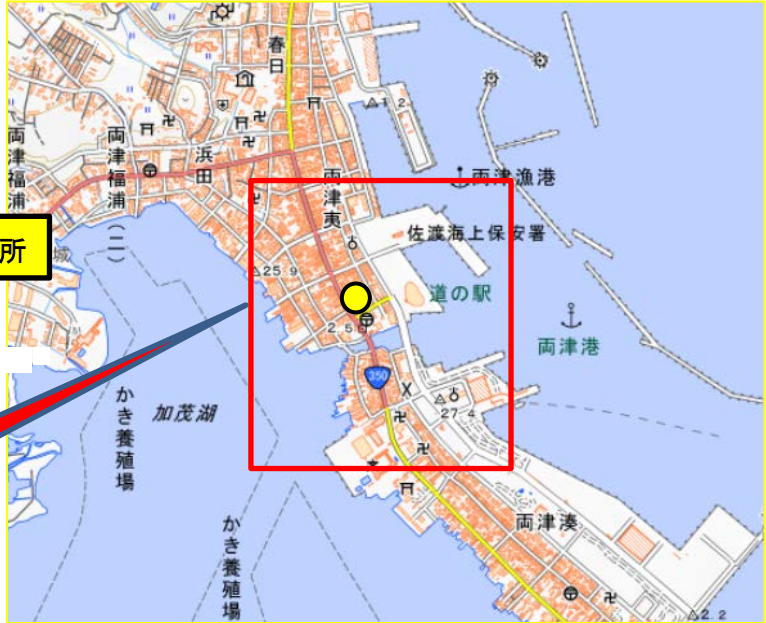 春日
△1 2.
両津福浦
両津福浦(二)
浜田
両津夷
両津漁港
佐渡海上保安署
所
城
△25 9
道の駅
2.5
両津港
350
X
△
27 4
かき養殖場
加茂湖
両津湊
かき養殖場
△2 2